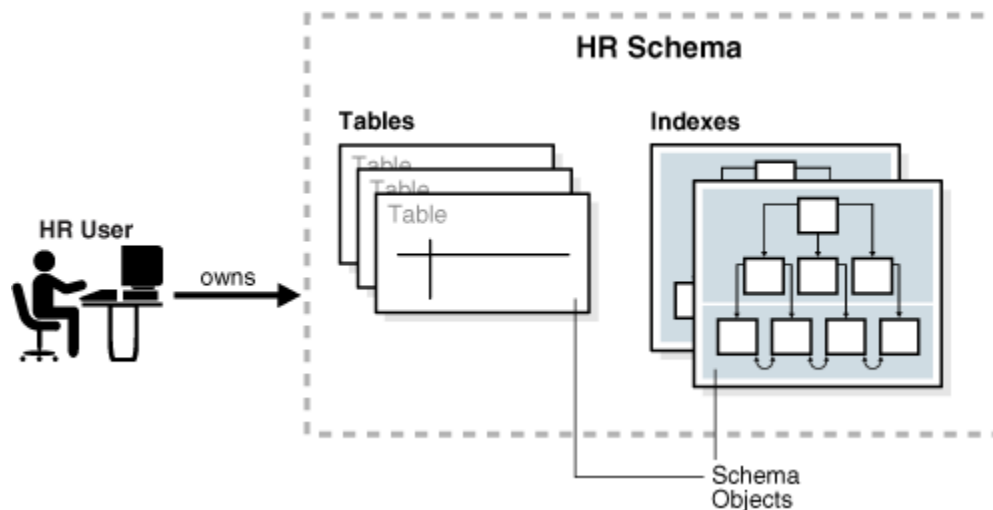 HR Schema
Tables
Indexes
Table
Table
Table
HR User
owns
Schema
Objects